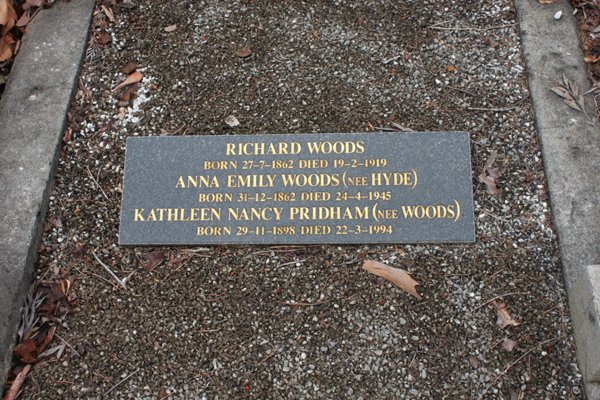 RICHARD WOODS
BORN 27-7-1862 DIED 19-2-1919
ANNA EMILY WOODS (NEE HYDE)
BORN 31-12-1862 DIED 24-4-1945
KATHLEEN NANCY PRIDHAM (NEE WOODS)
BORN 29-11-1898 DIED 22-3-1994